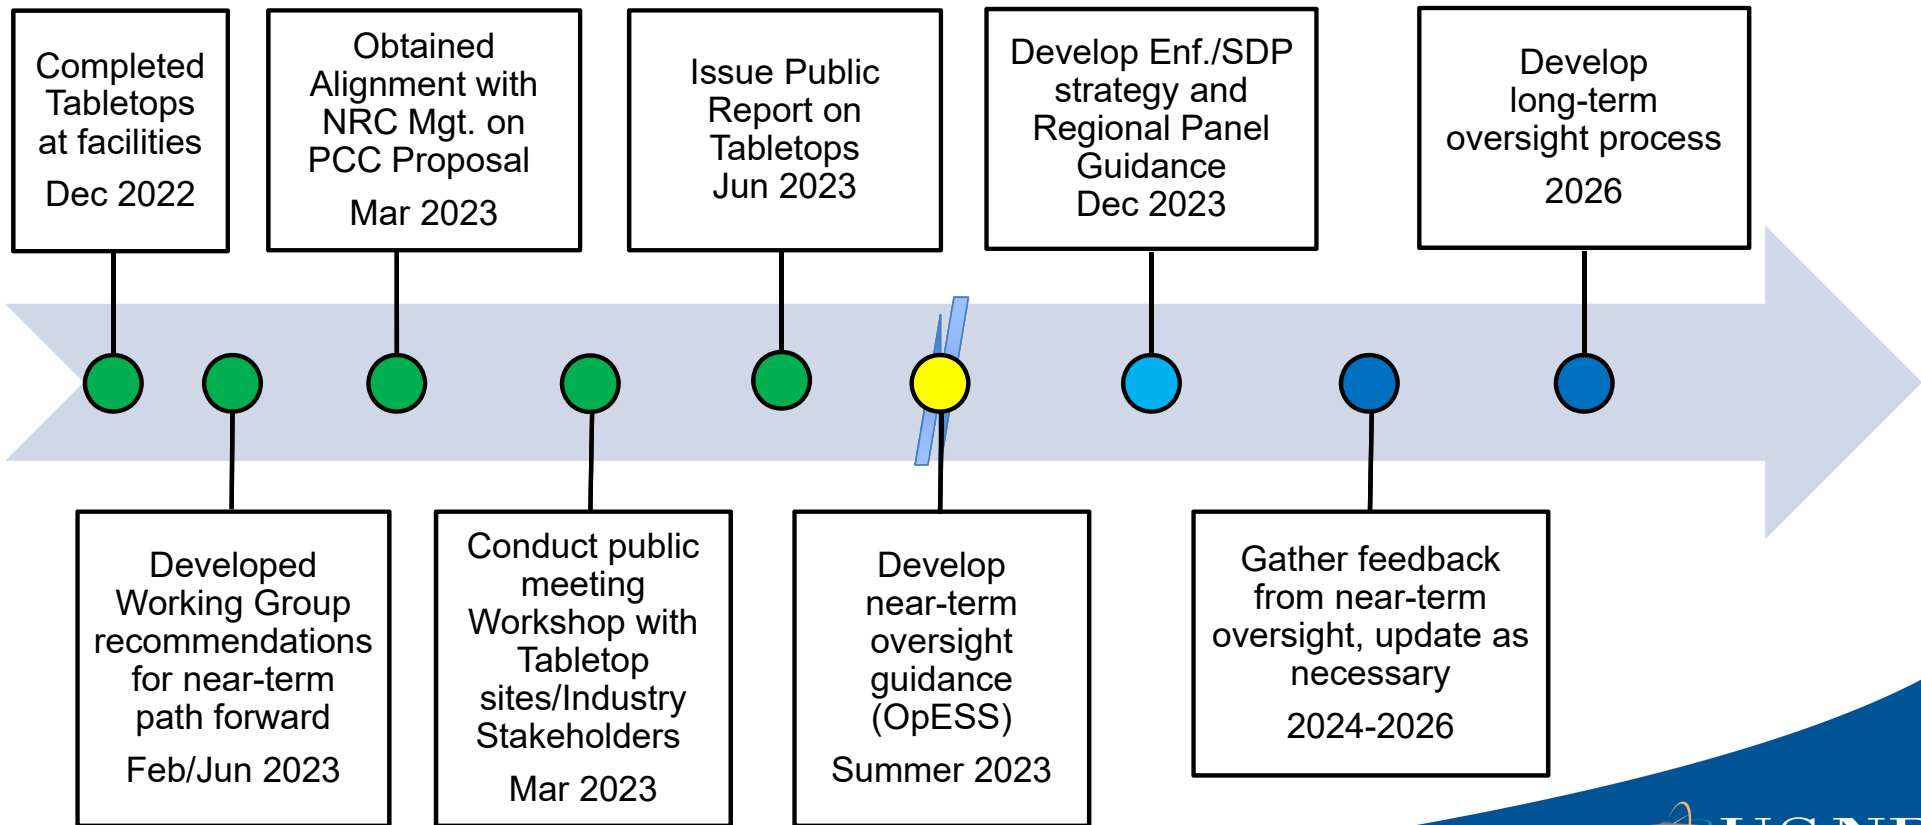 Completed
Tabletops
at facilities
Dec 2022
Obtained
Alignment with
NRC Mgt. on
PCC Proposal
Mar 2023
Issue Public
Report on
Tabletops
Jun 2023
Develop Enf./SDP
strategy and
Regional Panel
Guidance
Dec 2023
Develop
long-term
oversight process
2026
Developed
Working Group
recommendations
for near-term
path forward
Feb/Jun 2023
Conduct public
meeting
Workshop with
Tabletop
sites/Industry
Stakeholders
Mar 2023
Develop
near-term
oversight
guidance
(OpESS)
Summer 2023
Gather feedback
from near-term
oversight, update as
necessary
2024-2026